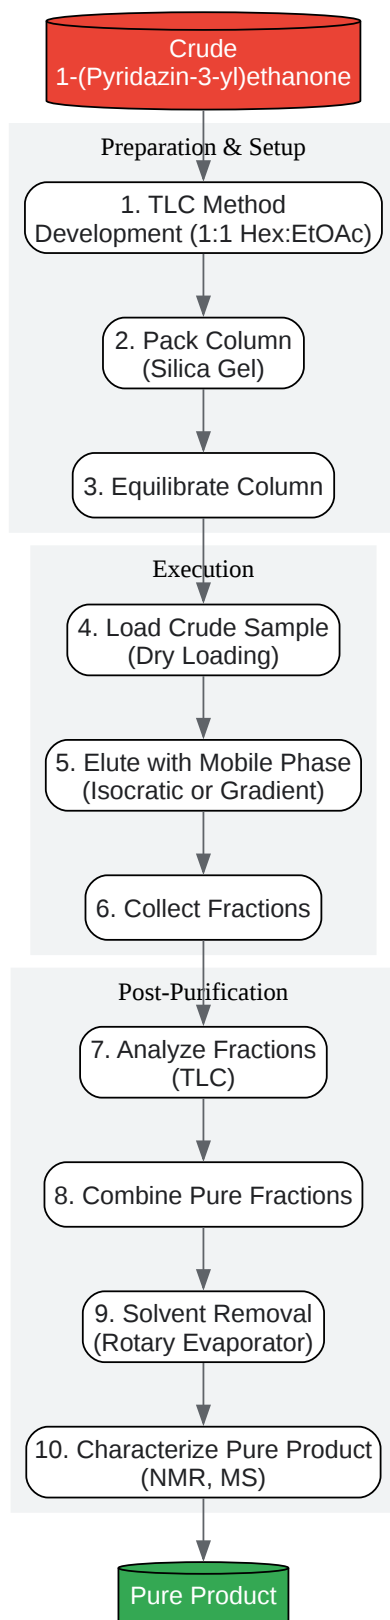 Crude
1-(Pyridazin-3-yl)ethanone
Preparation & Setup
1. TLC Method
Development (1:1 Hex:EtOAc)
2. Pack Column
(Silica Gel)
3. Equilibrate Column
Execution
4. Load Crude Sample
(Dry Loading)
5. Elute with Mobile Phase
(Isocratic or Gradient)
6. Collect Fractions
Post-Purification
7. Analyze Fractions
(TLC)
8. Combine Pure Fractions
9. Solvent Removal
(Rotary Evaporator)
10. Characterize Pure Product
(NMR, MS)
Pure Product